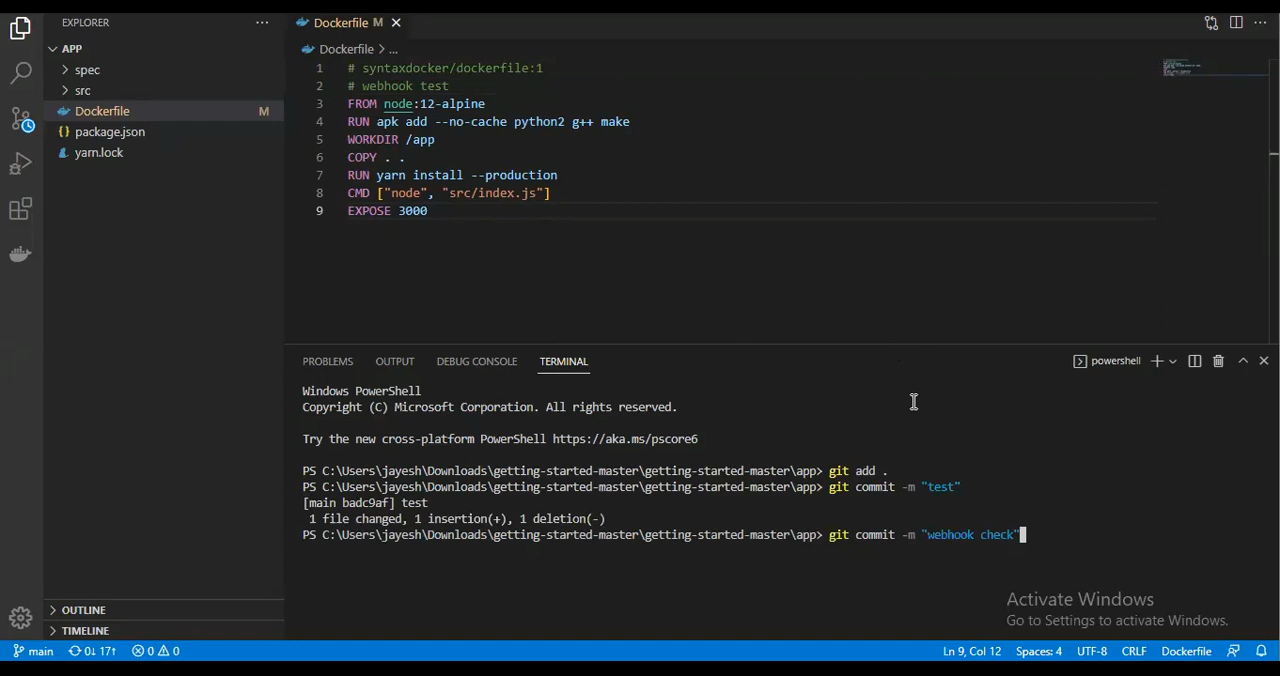 EXPLORER
...
APP
spec
src
Dockerfile M
package.json
yarn.lock
OUTLINE
TIMELINE
Dockerfile M
Dockerfile > ...
1 # syntaxdocker/dockerfile:1
2 # webhook test
3 FROM node:12-alpine
4 RUN apk add --no-cache python2 g++ make
5 WORKDIR /app
6 COPY . .
7 RUN yarn install --production
8 CMD ["node", "src/index.js"]
9 EXPOSE 3000
PROBLEMS OUTPUT DEBUG CONSOLE TERMINAL powershell
Windows PowerShell
Copyright (C) Microsoft Corporation. All rights reserved.
Try the new cross-platform PowerShell https://aka.ms/pscore6
PS C:\Users\jayesh\Downloads\getting-started-master\getting-started-master\app> git add .
PS C:\Users\jayesh\Downloads\getting-started-master\getting-started-master\app> git commit -m "test"
[main badc9af] test
1 file changed, 1 insertion(+), 1 deletion(-)
PS C:\Users\jayesh\Downloads\getting-started-master\getting-started-master\app> git commit -m "webhook check"
Activate Windows
Go to Settings to activate Windows.
main 0↓ 17↑ 0 0 Ln 9, Col 12 Spaces: 4 UTF-8 CRLF Dockerfile